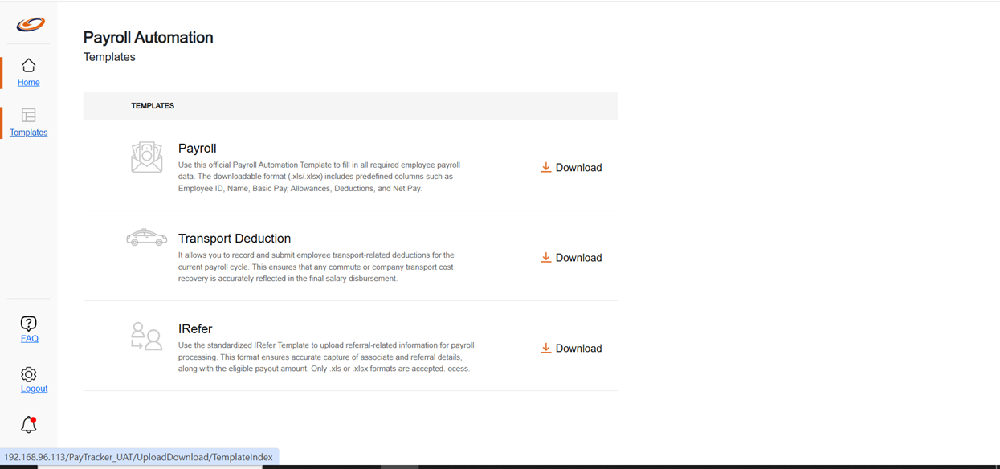 Payroll Automation
Templates
Home
Templates
TEMPLATES
Payroll
Use this official Payroll Automation Template to fill in all required employee payroll
data. The downloadable format (.xls/.xlsx) includes predefined columns such as
Employee ID, Name, Basic Pay, Allowances, Deductions, and Net Pay.
Download
Transport Deduction
It allows you to record and submit employee transport-related deductions for the
current payroll cycle. This ensures that any commute or company transport cost
recovery is accurately reflected in the final salary disbursement.
Download
IRefer
Use the standardized IRefer Template to upload referral-related information for payroll
processing. This format ensures accurate capture of associate and referral details,
along with the eligible payout amount. Only .xls or .xlsx formats are accepted. ocess.
Download
FAQ
Logout
192.168.96.113/PayTracker_UAT/UploadDownload/TemplateIndex